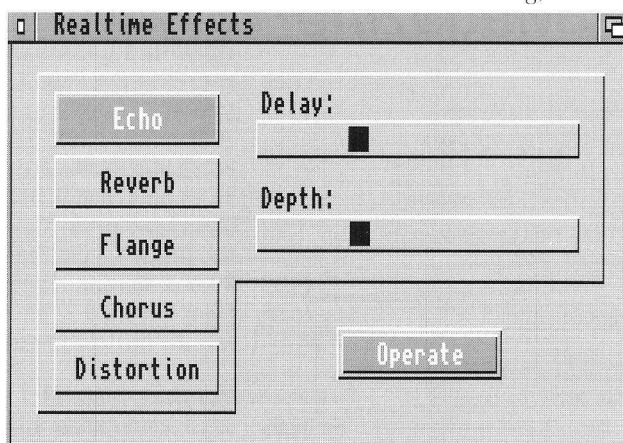 Realtime Effects
Echo
Reverb
Flange
Chorus
Distortion
Delay:
Depth:
Operate